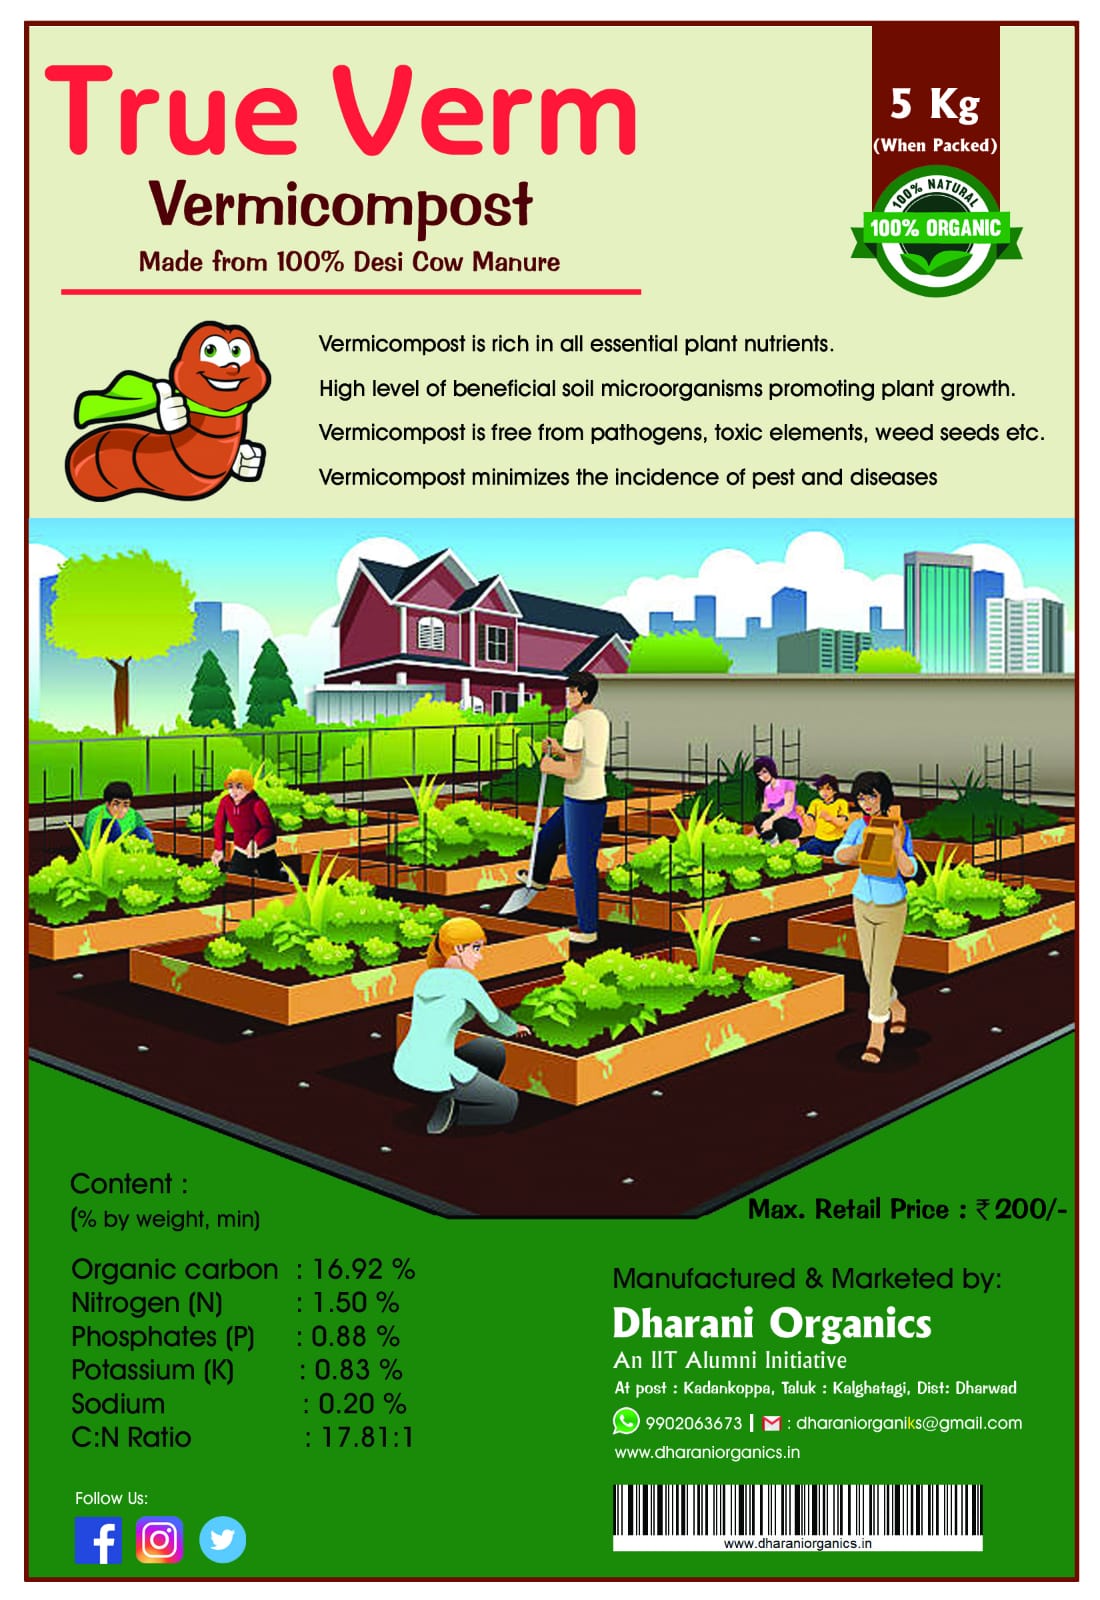 True Verm
Vermicompost
Made from 100% Desi Cow Manure
5 Kg
(When Packed)
100% NATURAL
100% ORGANIC
Vermicompost is rich in all essential plant nutrients.
High level of beneficial soil microorganisms promoting plant growth.
Vermicompost is free from pathogens, toxic elements, weed seeds etc.
Vermicompost minimizes the incidence of pest and diseases
Content :
(% by weight, min)
Organic carbon : 16.92 %
Nitrogen (N) : 1.50 %
Phosphates (P) : 0.88 %
Potassium (K) : 0.83 %
Sodium : 0.20 %
C:N Ratio : 17.81:1
Follow Us:
Max. Retail Price : ₹ 200/-
Manufactured & Marketed by:
Dharani Organics
An IIT Alumni Initiative
At post : Kadankoppa, Taluk : Kalghatagi, Dist: Dharwad
9902063673 | : dharaniorganiks@gmail.com
www.dharaniorganics.in
www.dharaniorganics.in